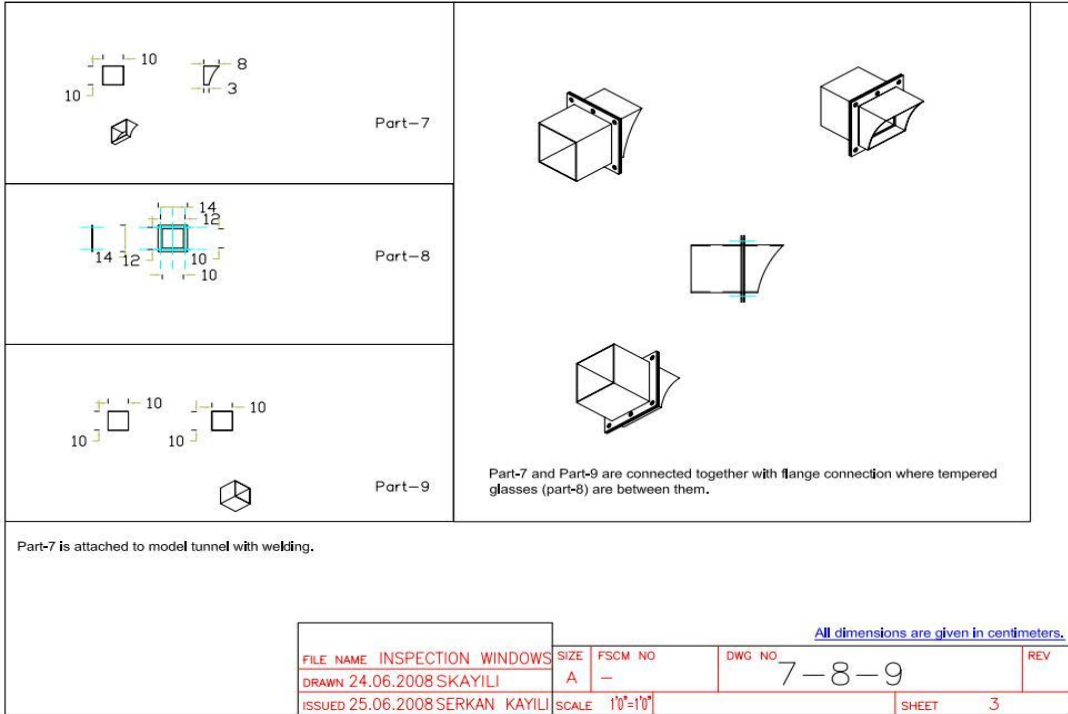 10
8
10
3
Part-7
14
12
14
12
10
10
Part-8
10
10
10
10
Part-9
Part-7 and Part-9 are connected together with flange connection where tempered
glasses (part-8) are between them.
Part-7 is attached to model tunnel with welding.
All dimensions are given in centimeters.
FILE NAME INSPECTION WINDOWS
SIZE
FSCM NO
DWG NO
REV
DRAWN 24.06.2008 SKAYILI
A
-
7-8-9
ISSUED 25.06.2008 SERKAN KAYILI
SCALE 1'0"=1'0"
SHEET 3